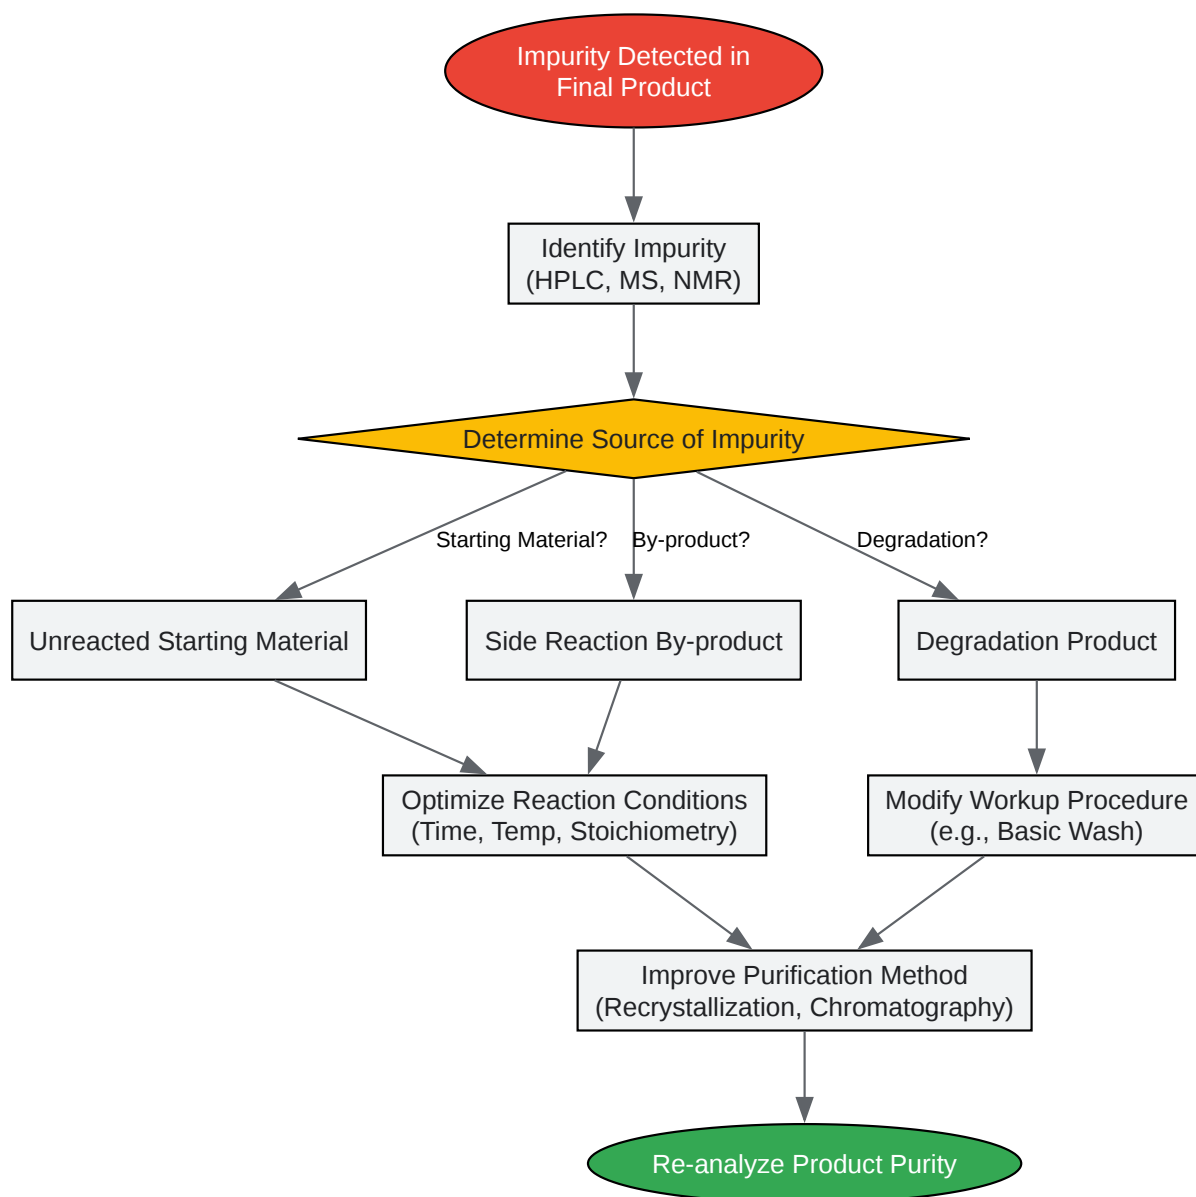 Impurity Detected in
Final Product
Identify Impurity
(HPLC, MS, NMR)
Determine Source of Impurity
Starting Material?
By-product?
Degradation?
Unreacted Starting Material
Side Reaction By-product
Degradation Product
Optimize Reaction Conditions
(Time, Temp, Stoichiometry)
Modify Workup Procedure
(e.g., Basic Wash)
Improve Purification Method
(Recrystallization, Chromatography)
Re-analyze Product Purity